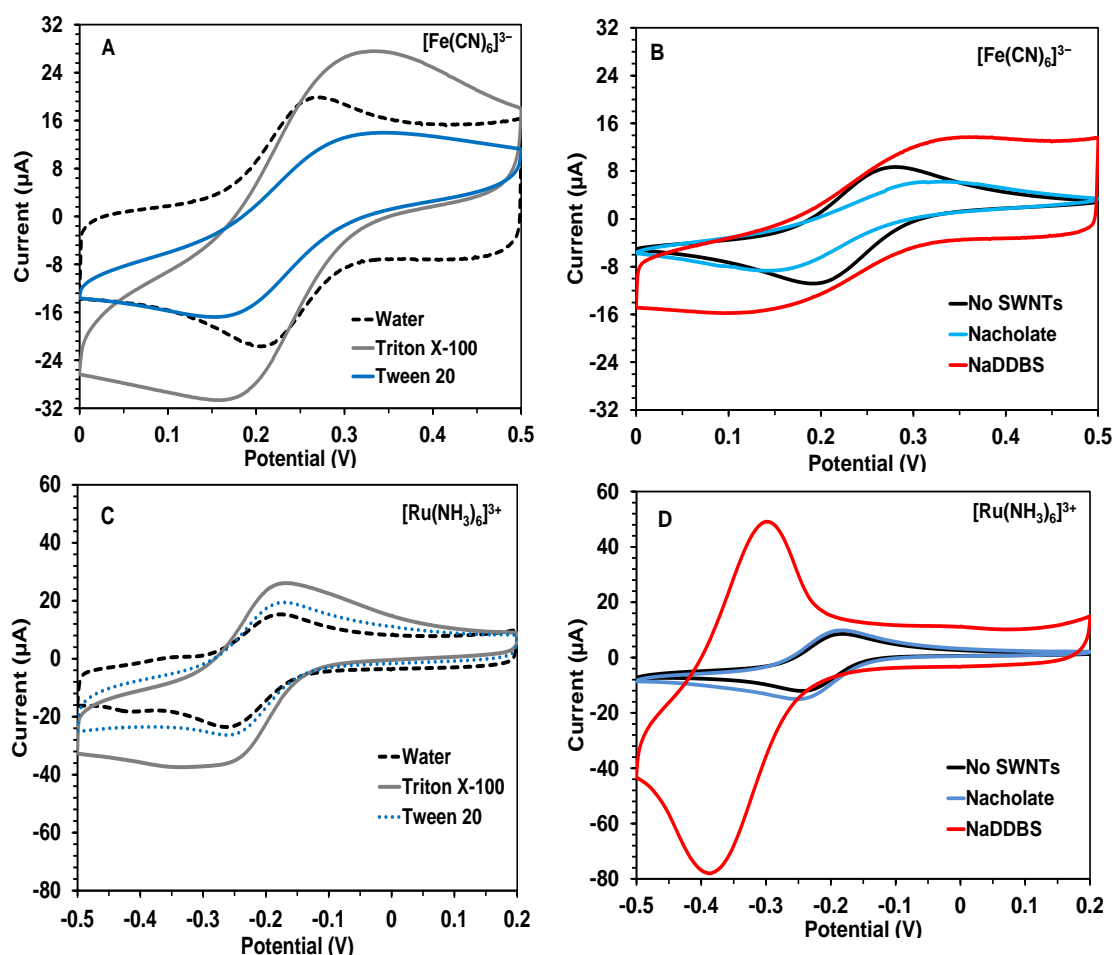 A
[Fe(CN)₆]³⁻
32
24
16
8
0
-8
-16
-24
-32
Current (µA)
Water
Triton X-100
Tween 20
0
0.1
0.2
0.3
0.4
0.5
Potential (V)
B
[Fe(CN)₆]³⁻
32
24
16
8
0
-8
-16
-24
-32
Current (µA)
No SWNTs
Nacholate
NaDDBS
0
0.1
0.2
0.3
0.4
0.5
Potential (V)
C
[Ru(NH₃)₆]³⁺
60
40
20
0
-20
-40
-60
-80
Current (µA)
Water
Triton X-100
Tween 20
-0.5
-0.4
-0.3
-0.2
-0.1
0
0.1
0.2
Potential (V)
D
[Ru(NH₃)₆]³⁺
60
40
20
0
-20
-40
-60
-80
Current (µA)
No SWNTs
Nacholate
NaDDBS
-0.5
-0.4
-0.3
-0.2
-0.1
0
0.1
0.2
Potential (V)